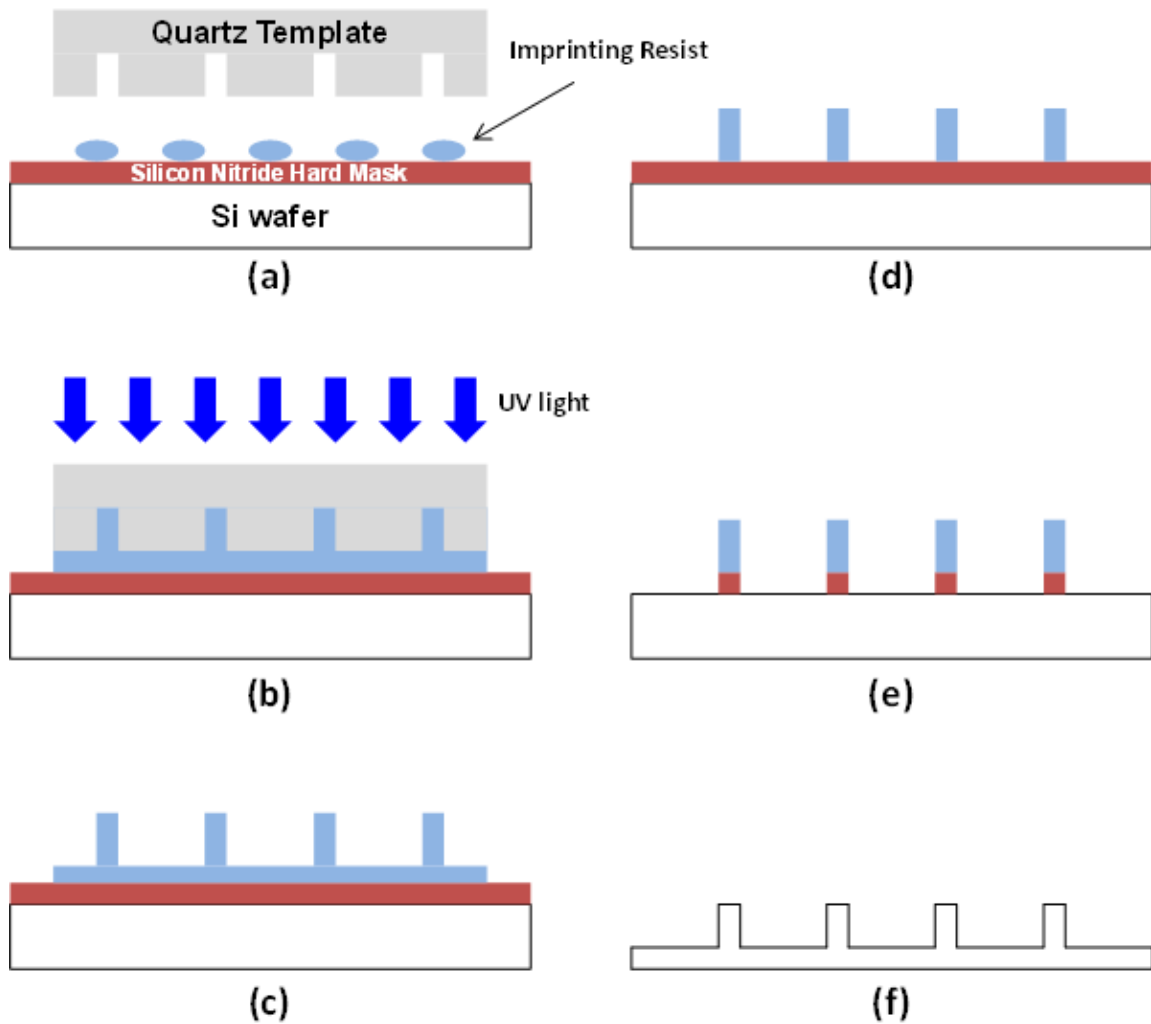 Quartz Template
Imprinting Resist
Silicon Nitride Hard Mask
Si wafer
(a)
(d)
UV light
(b)
(e)
(c)
(f)